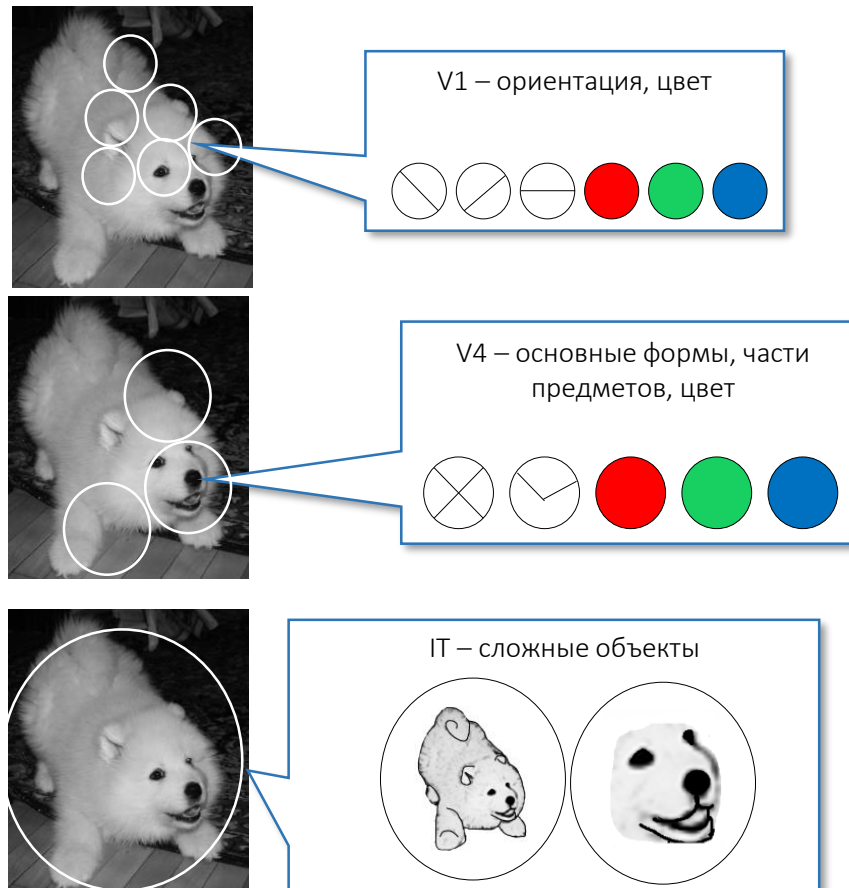 V1 – ориентация, цвет
V4 – основные формы, части
предметов, цвет
IT – сложные объекты